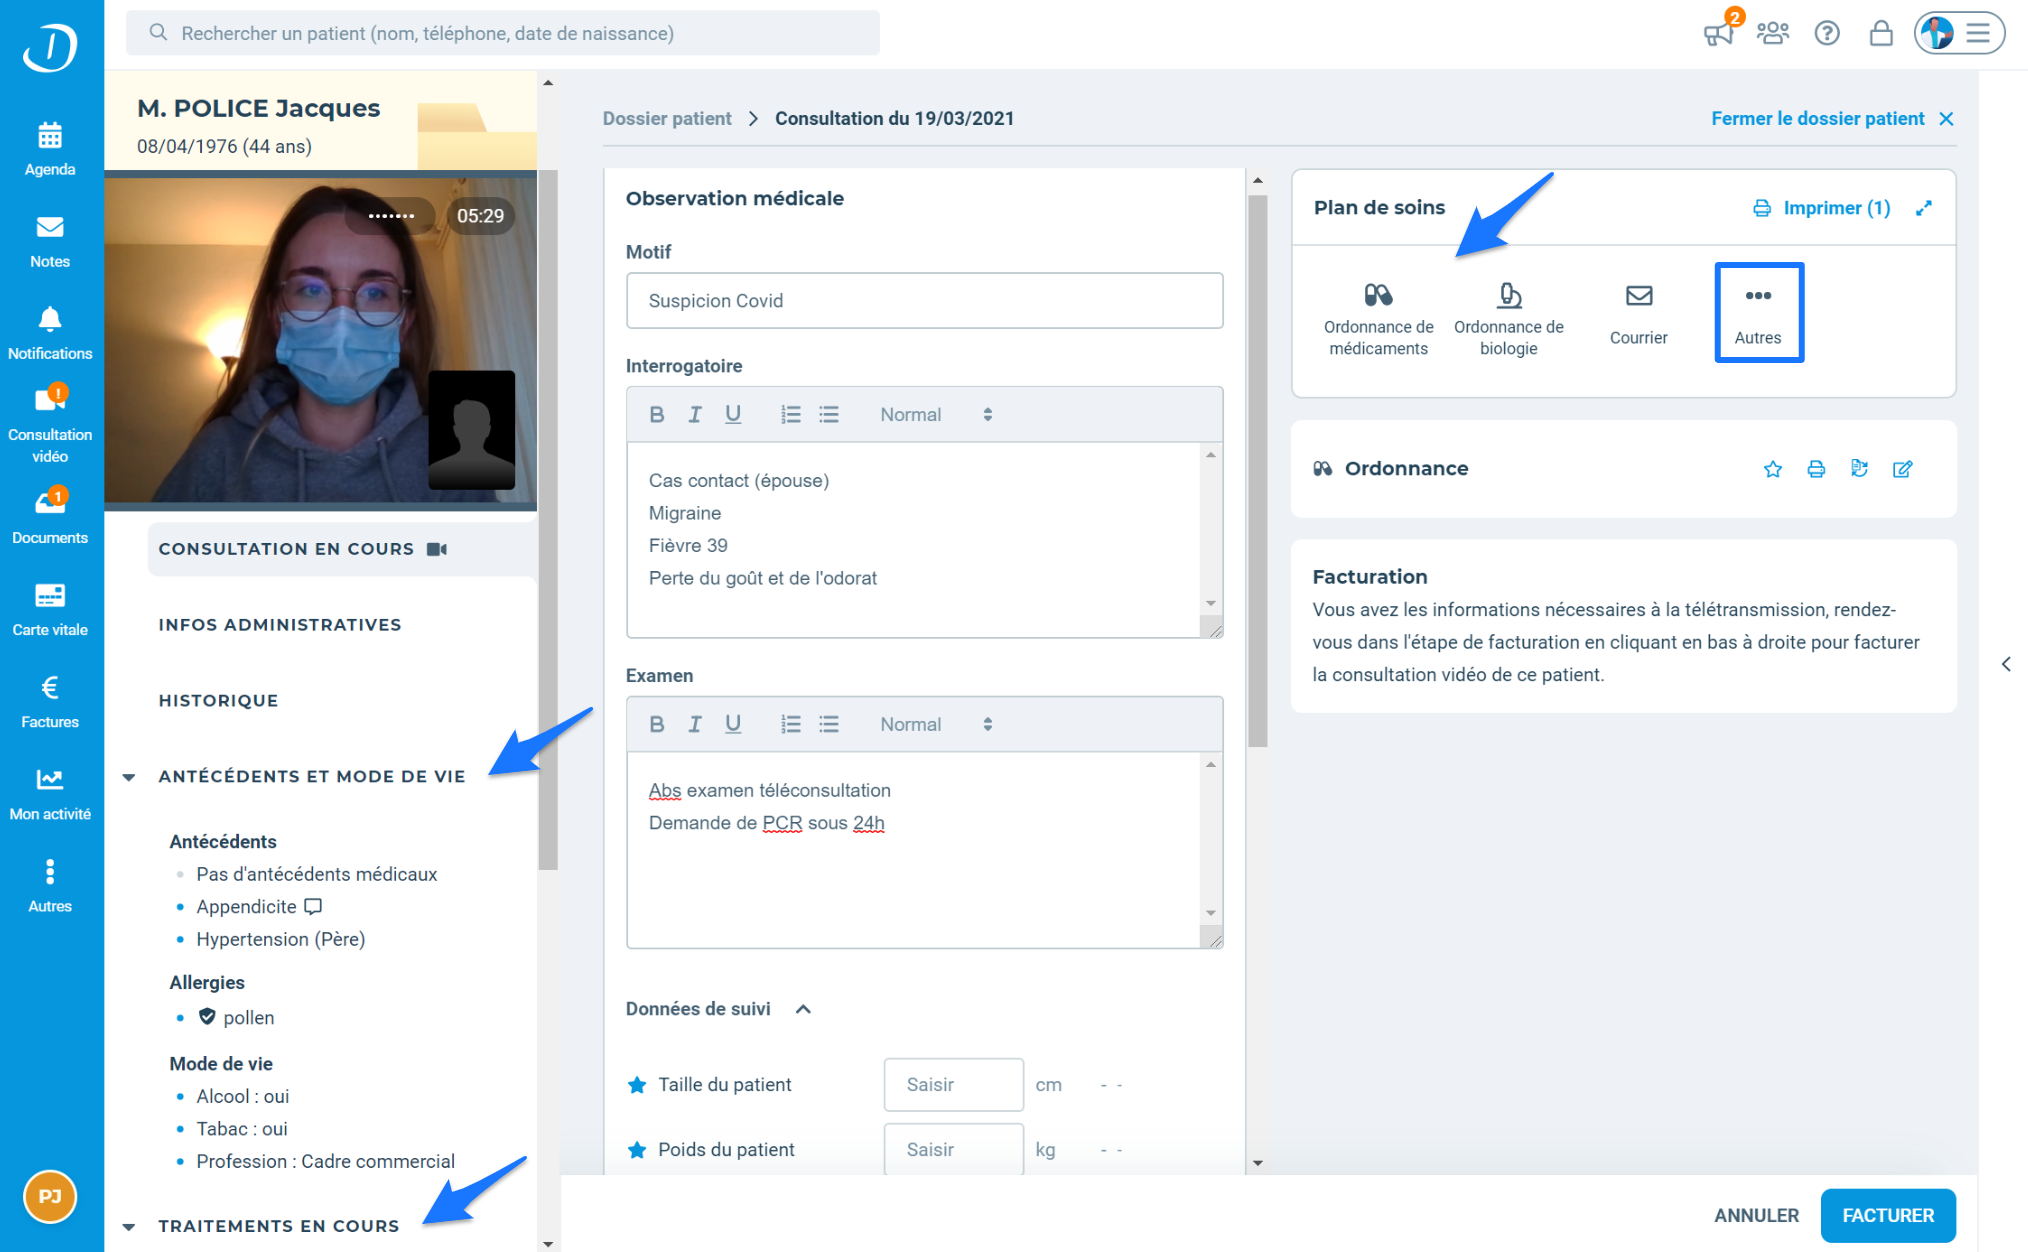 Rechercher un patient (nom, téléphone, date de naissance)
2
Agenda
Notes
Notifications
!
Consultation
vidéo
1
Documents
Carte vitale
€
Factures
Mon activité
Autres
PJ
M. POLICE Jacques
08/04/1976 (44 ans)
05:29
CONSULTATION EN COURS
INFOS ADMINISTRATIVES
HISTORIQUE
ANTÉCÉDENTS ET MODE DE VIE
Antécédents
Pas d'antécédents médicaux
Appendicite
Hypertension (Père)
Allergies
pollen
Mode de vie
Alcool : oui
Tabac : oui
Profession : Cadre commercial
TRAITEMENTS EN COURS
Dossier patient > Consultation du 19/03/2021
Fermer le dossier patient
Observation médicale
Motif
Suspicion Covid
Interrogatoire
B I U Normal
Cas contact (épouse)
Migraine
Fièvre 39
Perte du goût et de l'odorat
Examen
B I U Normal
Abs examen téléconsultation
Demande de PCR sous 24h
Données de suivi
Taille du patient Saisir cm - -
Poids du patient Saisir kg - -
Plan de soins
Imprimer (1)
Ordonnance de
médicaments
Ordonnance de
biologie
Courrier
Autres
Ordonnance
Facturation
Vous avez les informations nécessaires à la télétransmission, rendez-
vous dans l'étape de facturation en cliquant en bas à droite pour facturer
la consultation vidéo de ce patient.
ANNULER
FACTURER